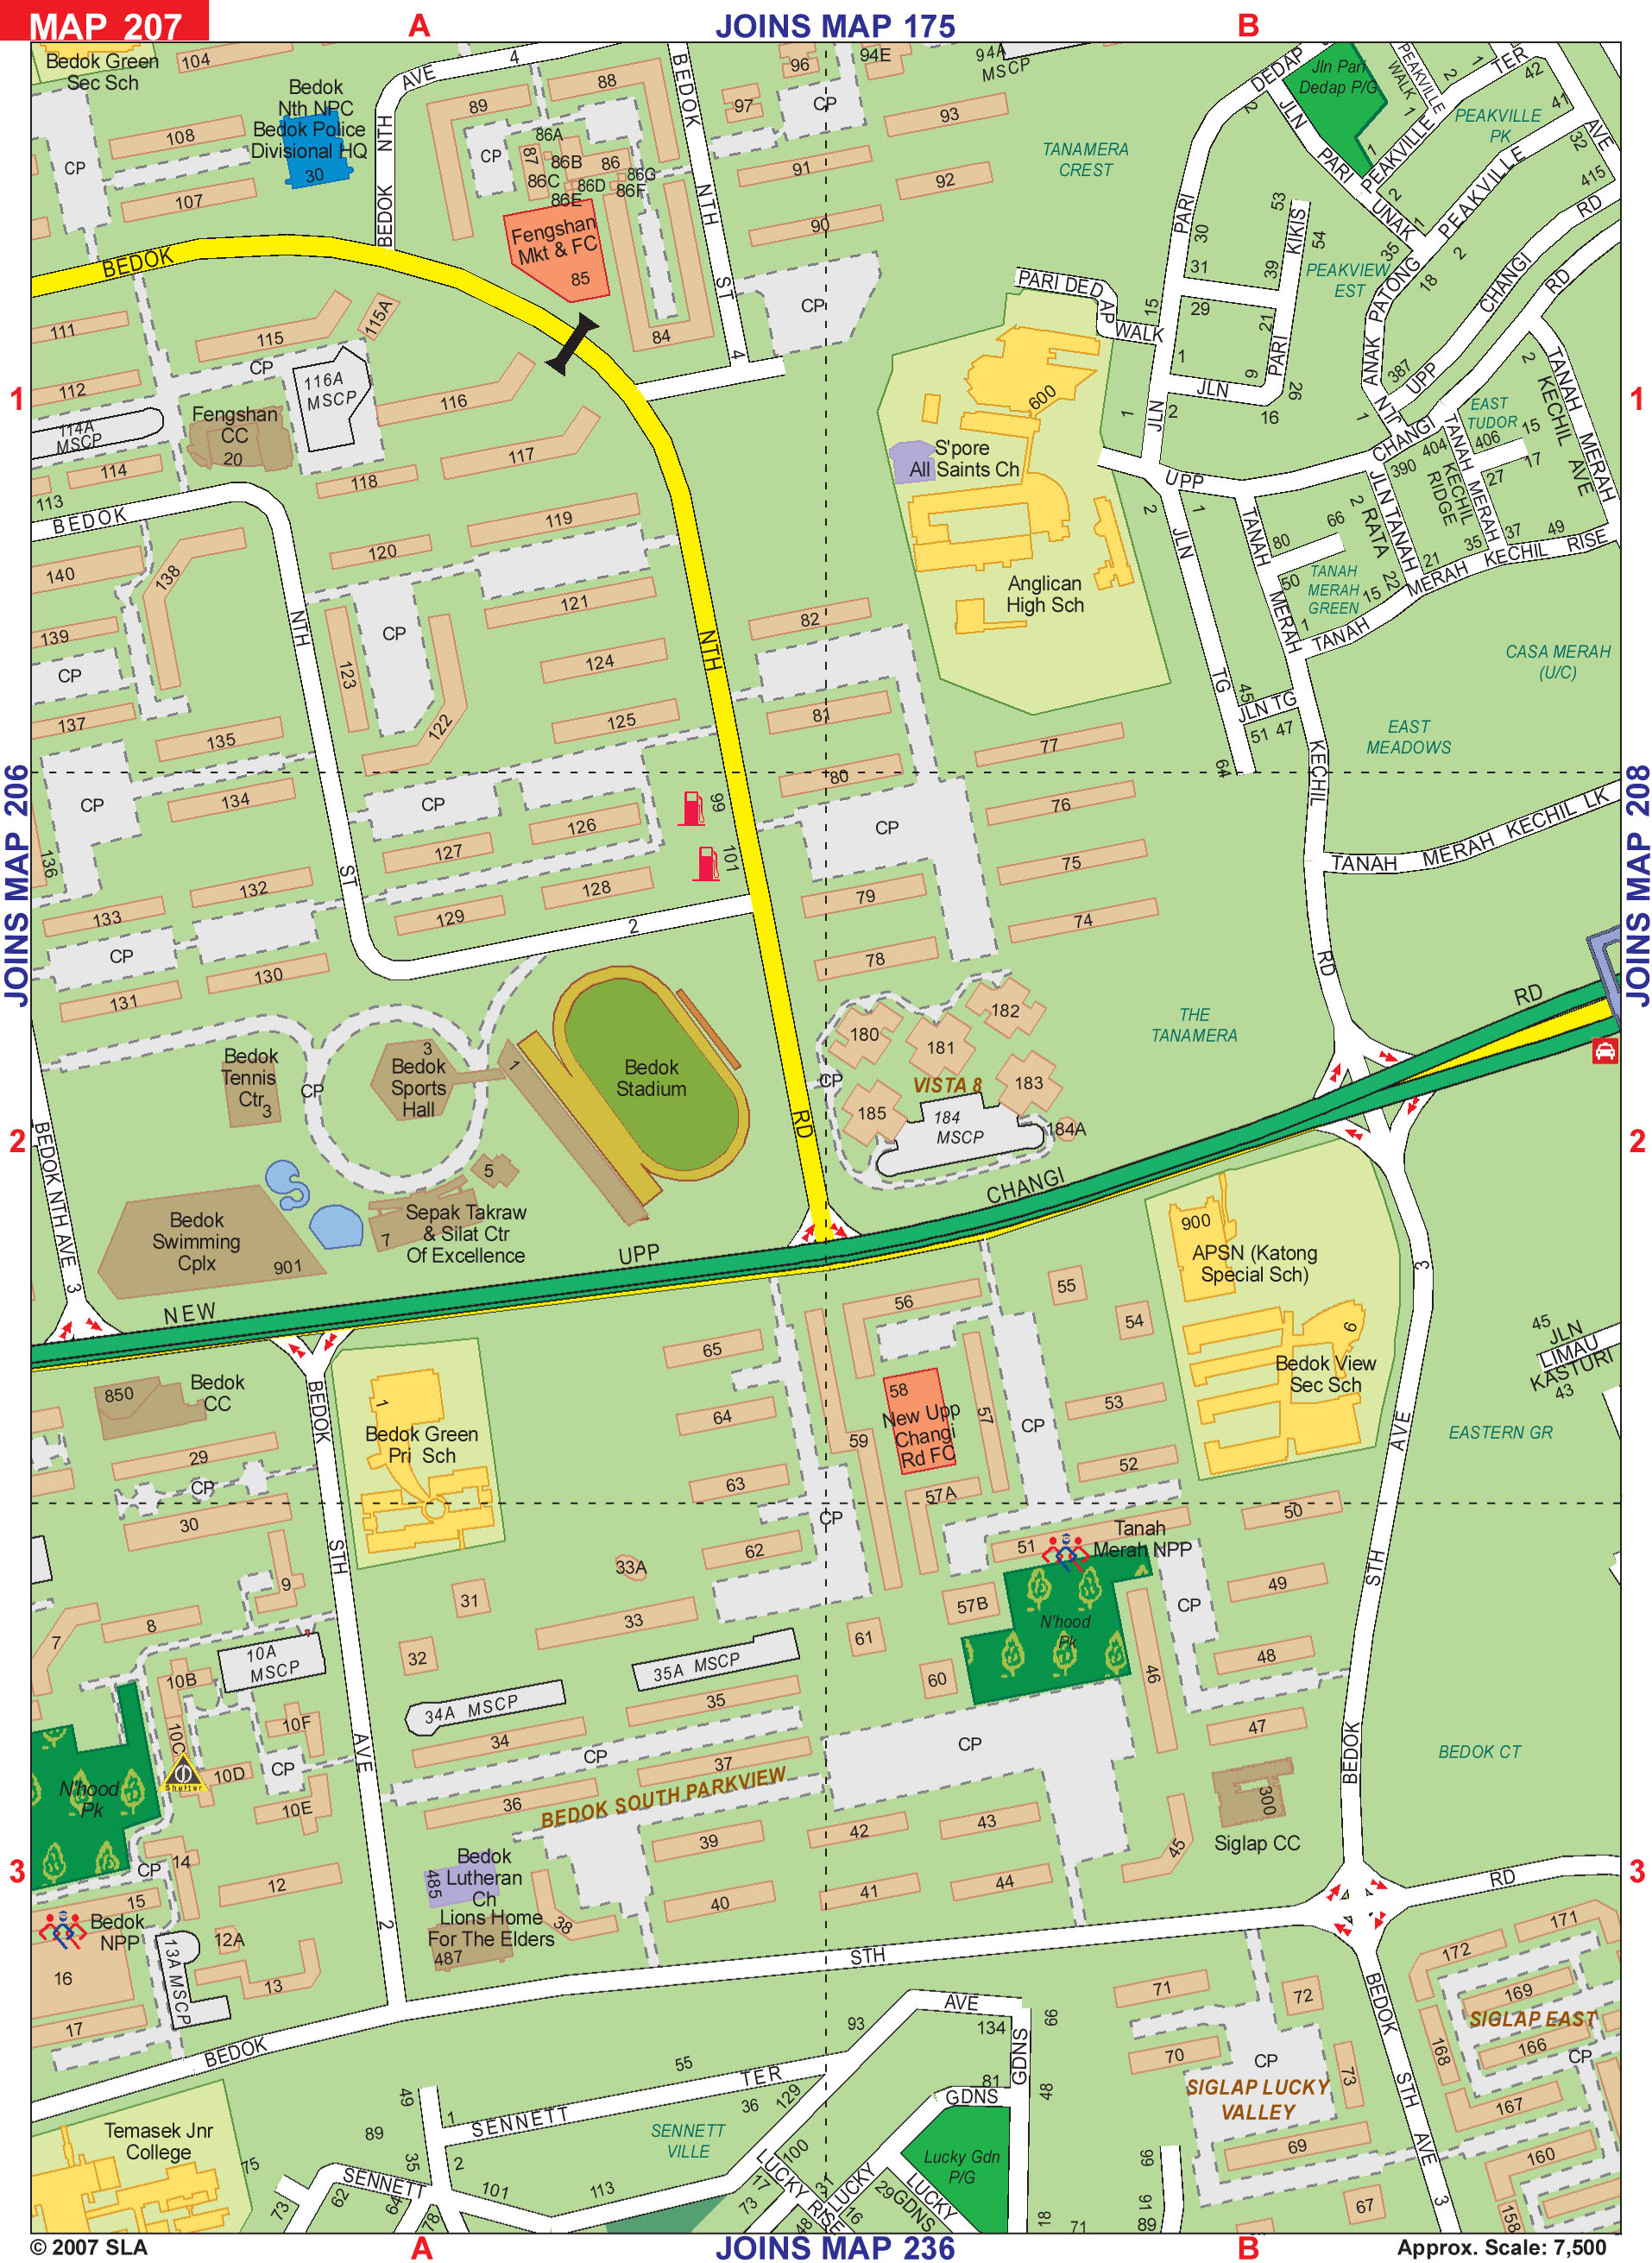 MAP 207
A
JOINS MAP 175
B
Bedok Green
Sec Sch
104
Bedok
Nth NPC
Bedok Police
Divisional HQ
30
108
107
CP
AVE
4
BEDOK NTH
89
88
86A
87
86B
86
86C
86D
86G
86E
86F
CP
Fengshan
Mkt & FC
85
84
BEDOK
NTH
ST
4
96
94E
94A
MSCP
97
CP
93
91
92
90
CP
TANAMERA
CREST
DEDAP
2
Jln Pari
Dedap P/G
JLN
PARI
UNAK
PEAKVILLE
WALK
1
2
1
TER
42
41
32
AVE
415
RD
PEAKVILLE
PK
PEAKVILLE
1
2
PEAKVILLE
1
2
35
18
PARI
30
31
29
15
1
53
KIKIS
54
39
21
PARI
9
26
16
JLN
2
1
JLN
PEAKVIEW
EST
ANAK PATONG
CHANGI
UPP
RD
387
NTJ
1
PARI DEDAP
WALK
BEDOK
111
115
115A
112
CP
116A
MSCP
116
114A
MSCP
Fengshan
CC
20
117
114
118
113
BEDOK
119
120
121
140
138
139
CP
CP
123
122
124
125
137
135
NTH
NTH
600
S'pore
All Saints Ch
Anglican
High Sch
82
81
77
80
UPP
CHANGI
390
404
406
EAST
TUDOR
15
17
27
TANAH MERAH
KECHIL
RIDGE
2
TANAH MERAH
KECHIL AVE
JLN TANAH
2 RATA
66
80
50
TANAH
MERAH
GREEN
15
22
21
35
37
49
TANAH
MERAH
KECHIL
RISE
1
TANAH
MERAH
KECHIL
RD
2
1
JLN
TG
45
JLN TG
51
47
64
CASA MERAH
(U/C)
EAST
MEADOWS
JOINS MAP 206
JOINS MAP 208
1
1
CP
134
136
CP
126
127
99
101
128
132
133
129
ST
2
CP
130
131
CP
79
76
75
74
78
TANAH
MERAH
KECHIL LK
RD
THE
TANAMERA
180
182
181
183
VISTA 8
185
184
MSCP
184A
CP
RD
Bedok
Tennis
Ctr
3
CP
3
Bedok
Sports
Hall
1
Bedok
Stadium
5
Sepak Takraw
& Silat Ctr
Of Excellence
7
Bedok
Swimming
Cplx
901
2
2
BEDOK NTH AVE 3
NEW
UPP
CHANGI
900
APSN (Katong
Special Sch)
6
Bedok View
Sec Sch
3
AVE
STH
BEDOK
45
JLN
LIMAU
KASTURI
43
EASTERN GR
850
Bedok
CC
29
CP
30
BEDOK
STH
AVE
2
1
Bedok Green
Pri Sch
65
64
63
62
59
CP
56
58
New Upp
Changi
Rd FC
57
57A
55
54
53
52
CP
51
Tanah
Merah NPP
50
49
57B
N'hood
Pk
CP
48
46
47
61
60
33A
31
33
32
35A MSCP
34A MSCP
35
34
CP
37
36
BEDOK SOUTH PARKVIEW
CP
39
42
43
45
300
Siglap CC
BEDOK CT
40
41
44
9
8
7
10A
MSCP
10B
10C
10F
CP
10D
10E
Shelter
N'hood
Pk
CP
14
12
15
Bedok
NPP
12A
13A MSCP
13
16
17
485
Bedok
Lutheran
Ch
Lions Home
For The Elders
487
38
3
3
BEDOK
STH
RD
171
172
169
SIGLAP EAST
168
166
CP
167
160
158
71
72
70
CP
73
SIGLAP LUCKY
VALLEY
69
67
BEDOK
STH
AVE
3
AVE
134
93
66
GDNS
81
GDNS
48
55
TER
36
129
SENNETT
1
49
89
35
2
SENNETT
VILLE
100
LUCKY RISE
17
73
31
48
16
LUCKY
29
GDNS
LUCKY
Lucky Gdn
P/G
18
71
66
91
89
Temasek Jnr
College
75
73
62
SENNETT
64
78
101
113
© 2007 SLA
A
JOINS MAP 236
B
Approx. Scale: 7,500